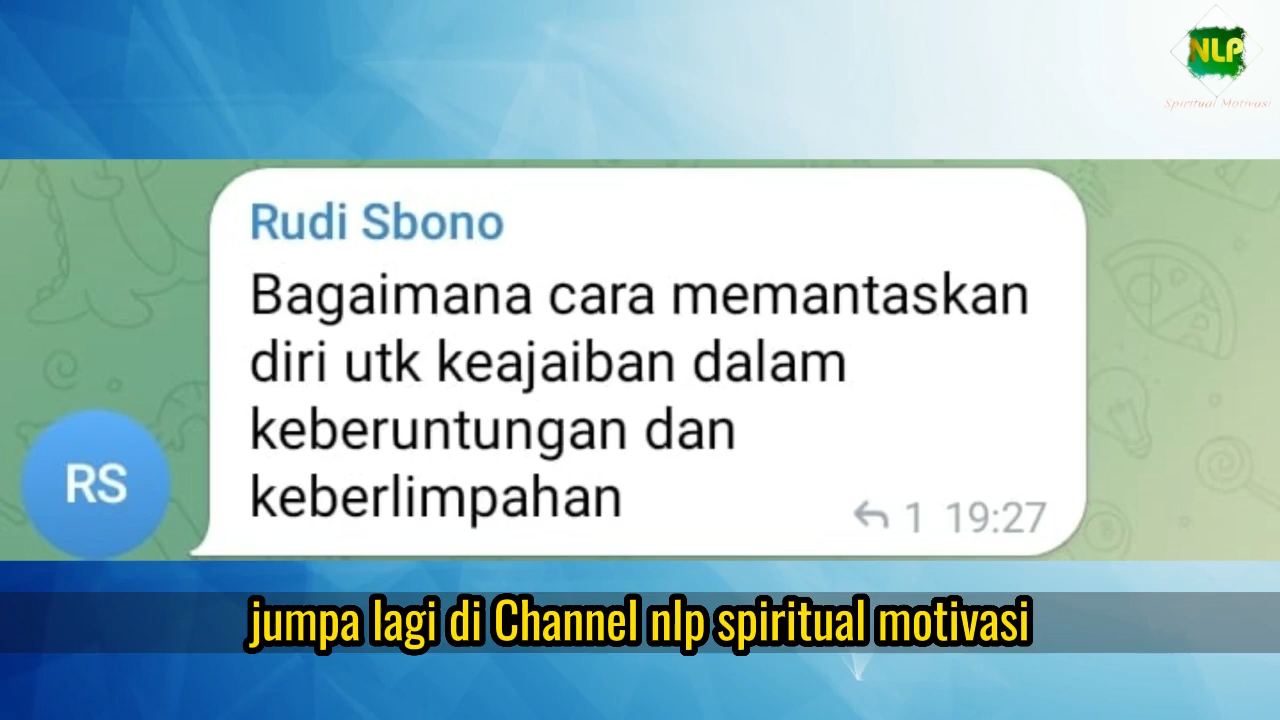 NLP
Spiritual Motivasi
Rudi Sbono
Bagaimana cara memantaskan
diri utk keajaiban dalam
keberuntungan dan
keberlimpahan
RS
1 19:27
jumpa lagi di Channel nlp spiritual motivasi